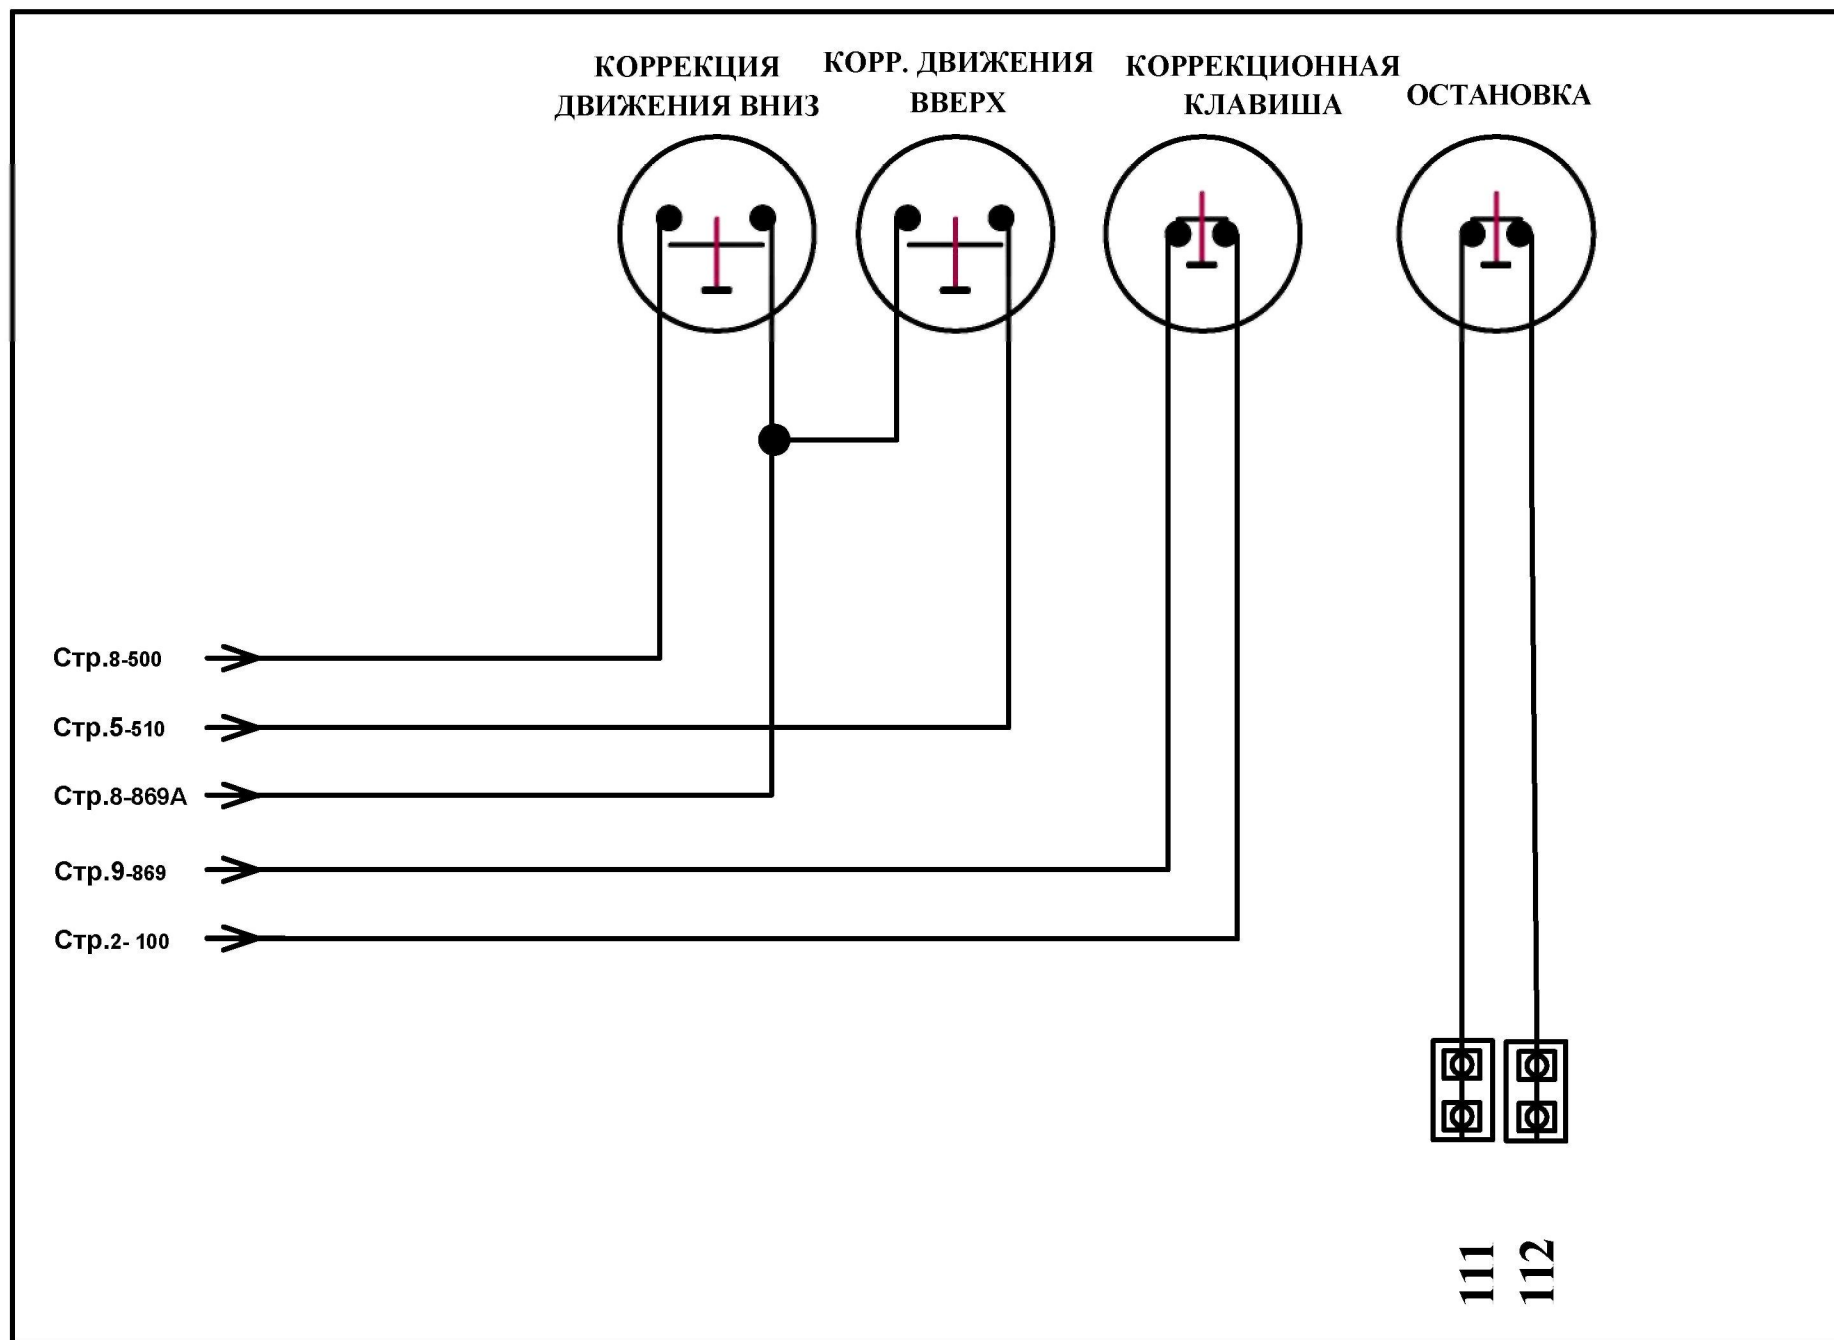 КОРРЕКЦИЯ
ДВИЖЕНИЯ ВНИЗ
КОРР. ДВИЖЕНИЯ
ВВЕРХ
КОРРЕКЦИОННАЯ
КЛАВИША
ОСТАНОВКА
Стр.8-500
Стр.5-510
Стр.8-869А
Стр.9-869
Стр.2- 100
111
112